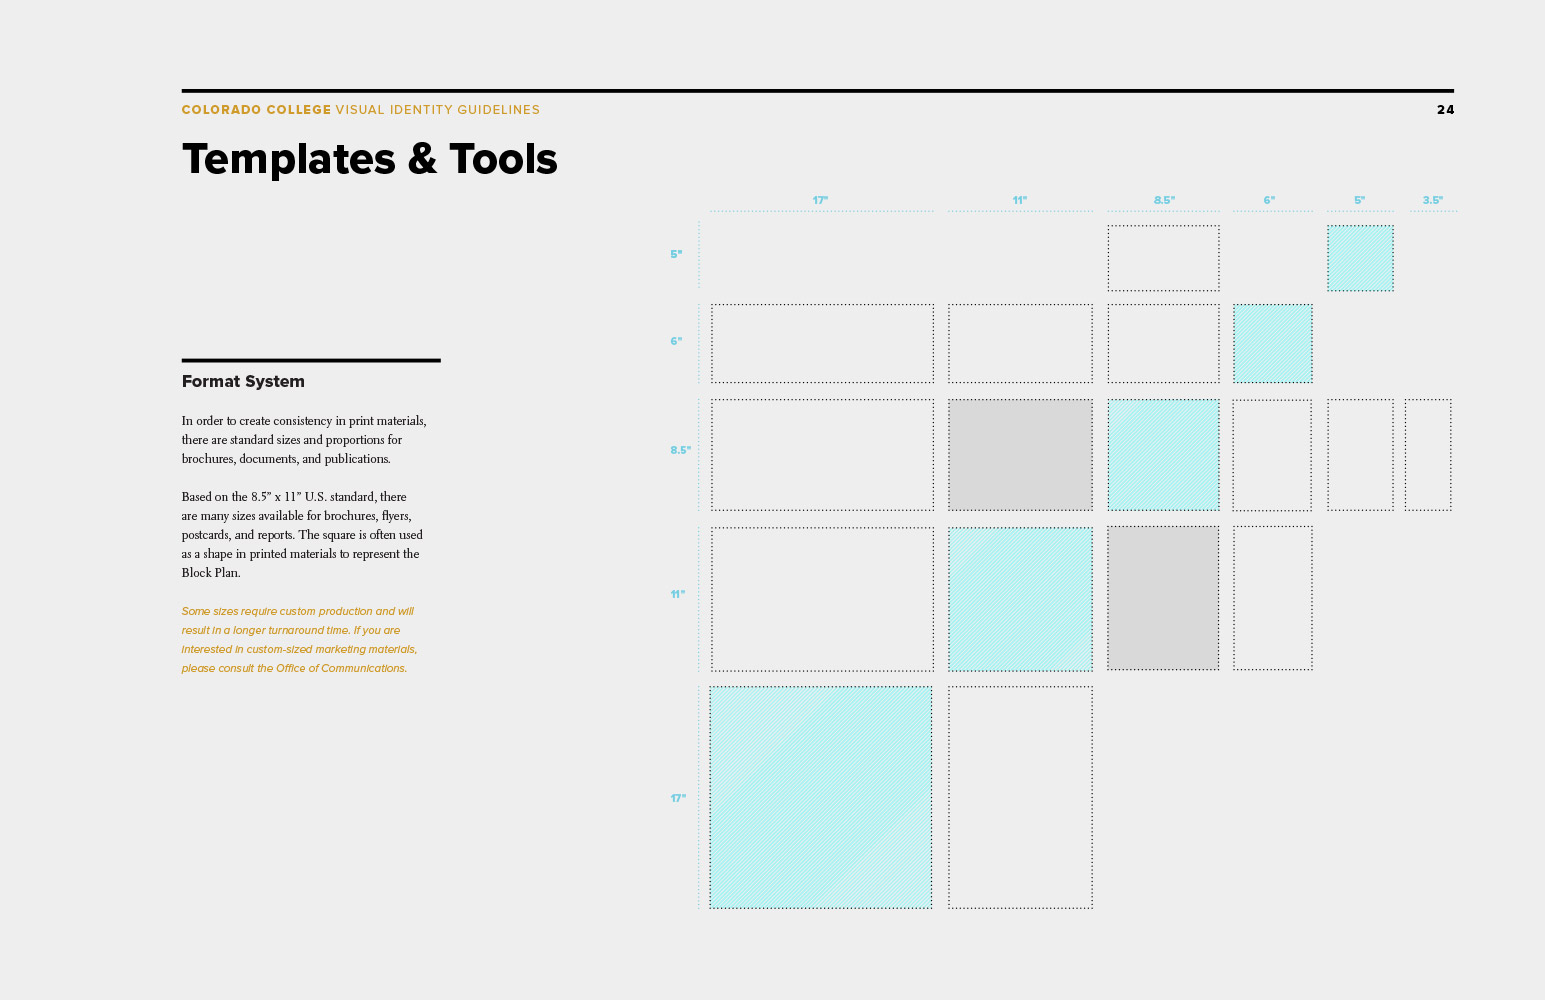 COLORADO COLLEGE VISUAL IDENTITY GUIDELINES
24
Templates & Tools
17"
11"
8.5"
6"
5"
3.5"
5"
6"
8.5"
11"
17"
Format System
In order to create consistency in print materials,
there are standard sizes and proportions for
brochures, documents, and publications.
Based on the 8.5” x 11” U.S. standard, there
are many sizes available for brochures, flyers,
postcards, and reports. The square is often used
as a shape in printed materials to represent the
Block Plan.
Some sizes require custom production and will
result in a longer turnaround time. If you are
interested in custom-sized marketing materials,
please consult the Office of Communications.